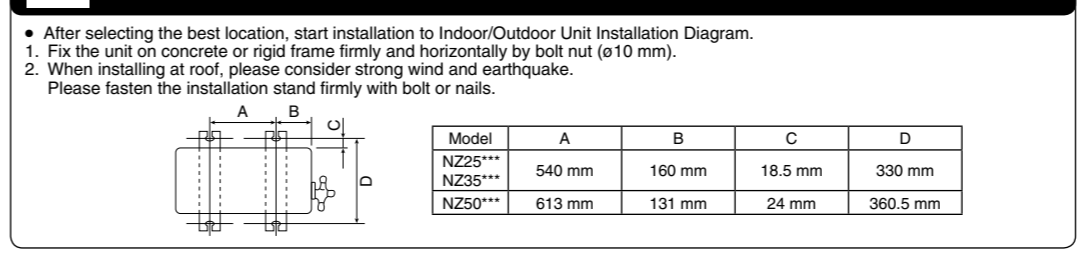 ● After selecting the best location, start installation to Indoor/Outdoor Unit Installation Diagram.
1. Fix the unit on concrete or rigid frame firmly and horizontally by bolt nut (ø10 mm).
2. When installing at roof, please consider strong wind and earthquake.
Please fasten the installation stand firmly with bolt or nails.
A B
C
D
Model A B C D
NZ25***
NZ35*** 540 mm 160 mm 18.5 mm 330 mm
NZ50*** 613 mm 131 mm 24 mm 360.5 mm